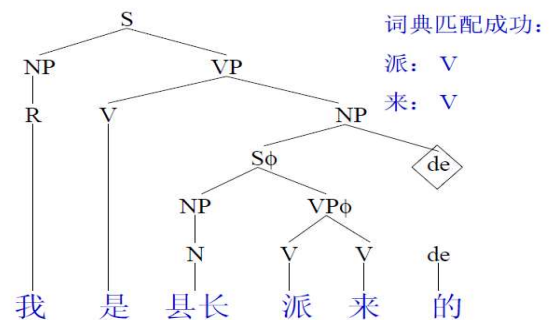 S
词典匹配成功：
NP VP 派： V
来： V
R V NP
Sϕ de
NP VPϕ
N V V de
我 是 县长 派 来 的